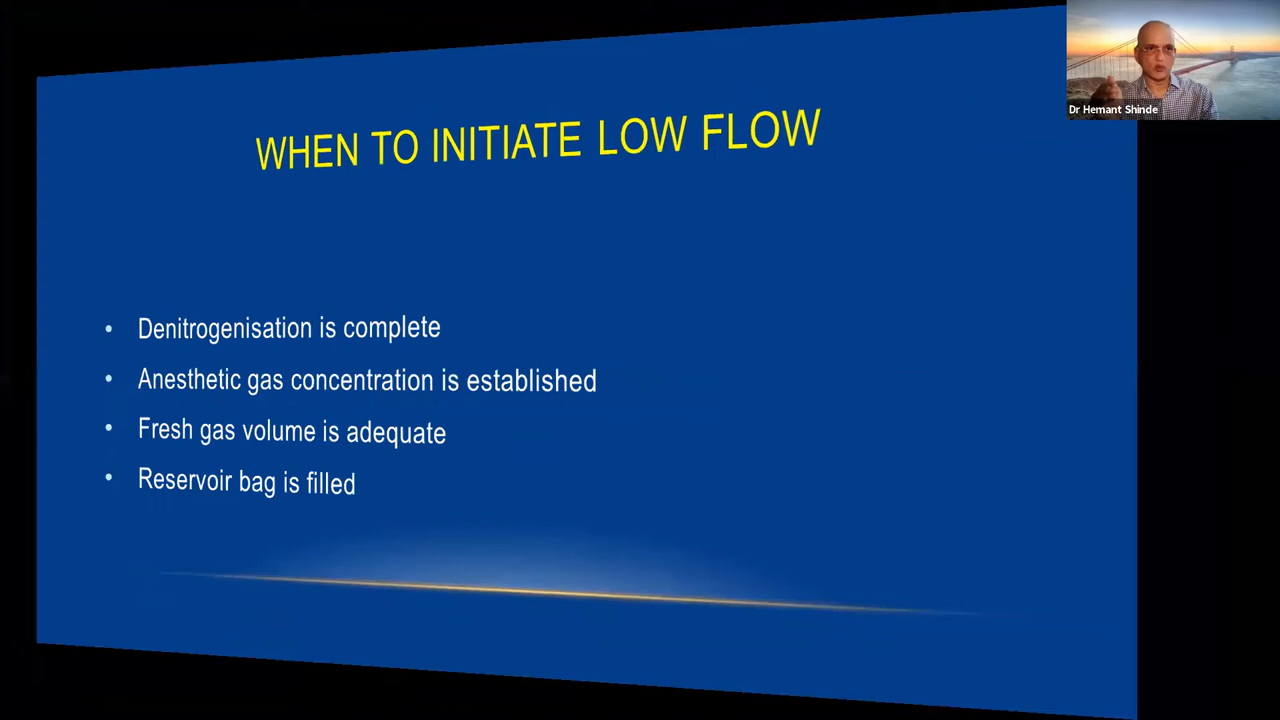 WHEN TO INITIATE LOW FLOW
• Denitrogenisation is complete
• Anesthetic gas concentration is established
• Fresh gas volume is adequate
• Reservoir bag is filled
Dr Hemant Shinde